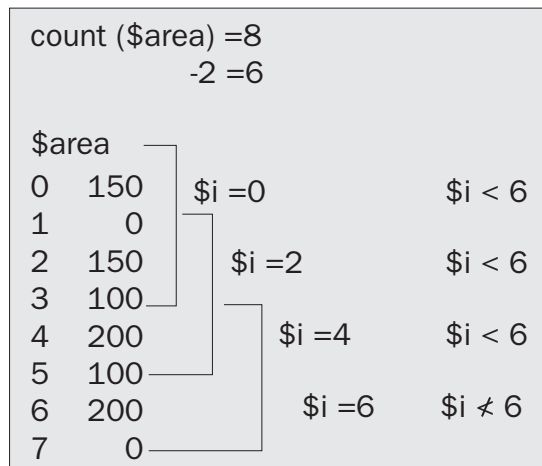 count ($area) =8
-2 =6
$area
0 150 $i =0 $i < 6
1 0
2 150 $i =2 $i < 6
3 100
4 200 $i =4 $i < 6
5 100
6 200 $i =6 $i ≮ 6
7 0